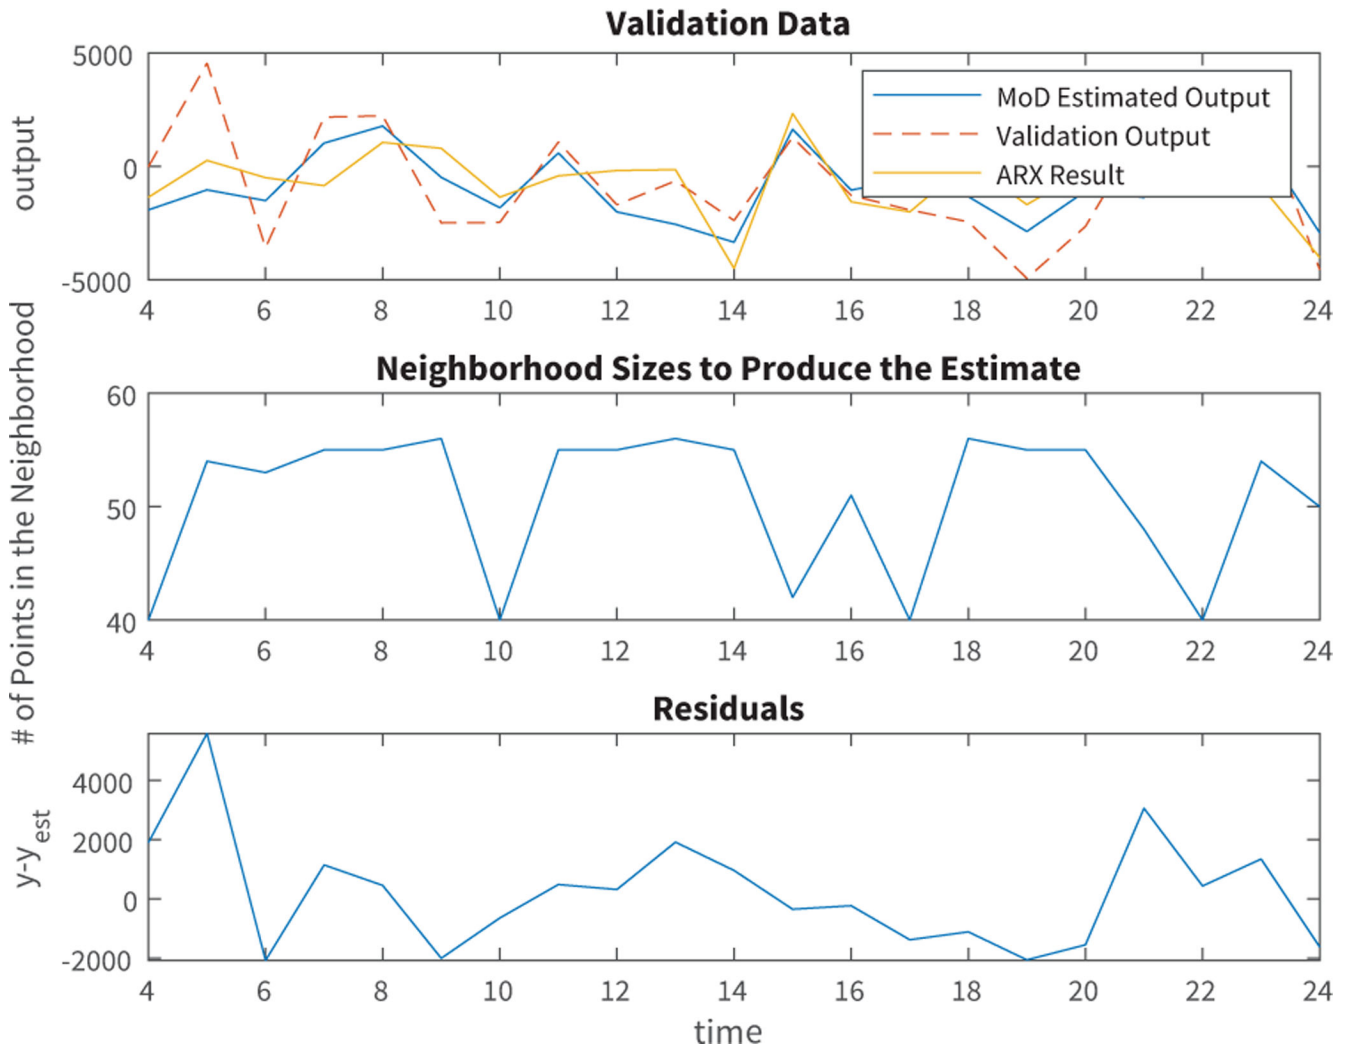 Validation Data
5000
0
-5000
output
MoD Estimated Output
Validation Output
ARX Result
4 6 8 10 12 14 16 18 20 22 24
Neighborhood Sizes to Produce the Estimate
60
50
40
# of Points in the Neighborhood
4 6 8 10 12 14 16 18 20 22 24
Residuals
4000
2000
0
-2000
y-yest
4 6 8 10 12 14 16 18 20 22 24
time